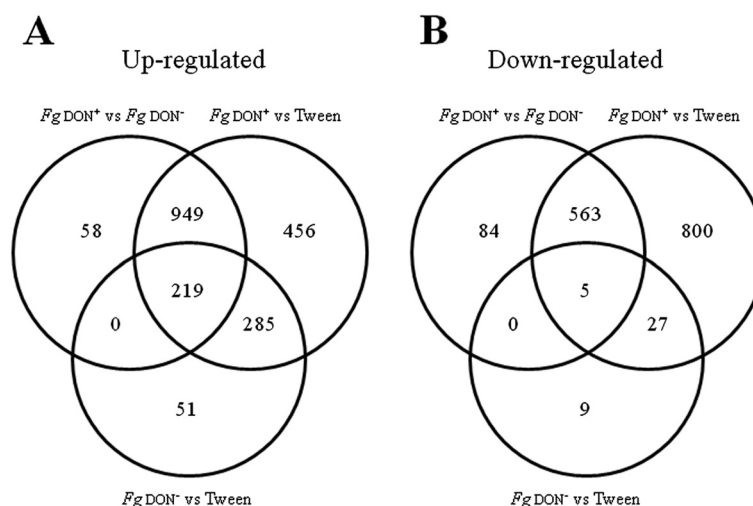 A
Up-regulated
Fg DON⁺ vs Fg DON⁻ Fg DON⁺ vs Tween
58 949 456
219
0 285
51
Fg DON⁻ vs Tween
B
Down-regulated
Fg DON⁺ vs Fg DON⁻ Fg DON⁺ vs Tween
84 563 800
5
0 27
9
Fg DON⁻ vs Tween